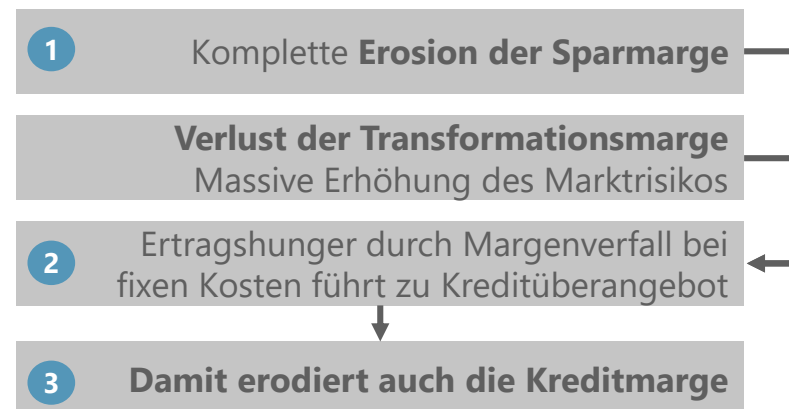 1 Komplette Erosion der Sparmarge
Verlust der Transformationsmarge
Massive Erhöhung des Marktrisikos
2 Ertragshunger durch Margenverfall bei
fixen Kosten führt zu Kreditüberangebot
3 Damit erodiert auch die Kreditmarge